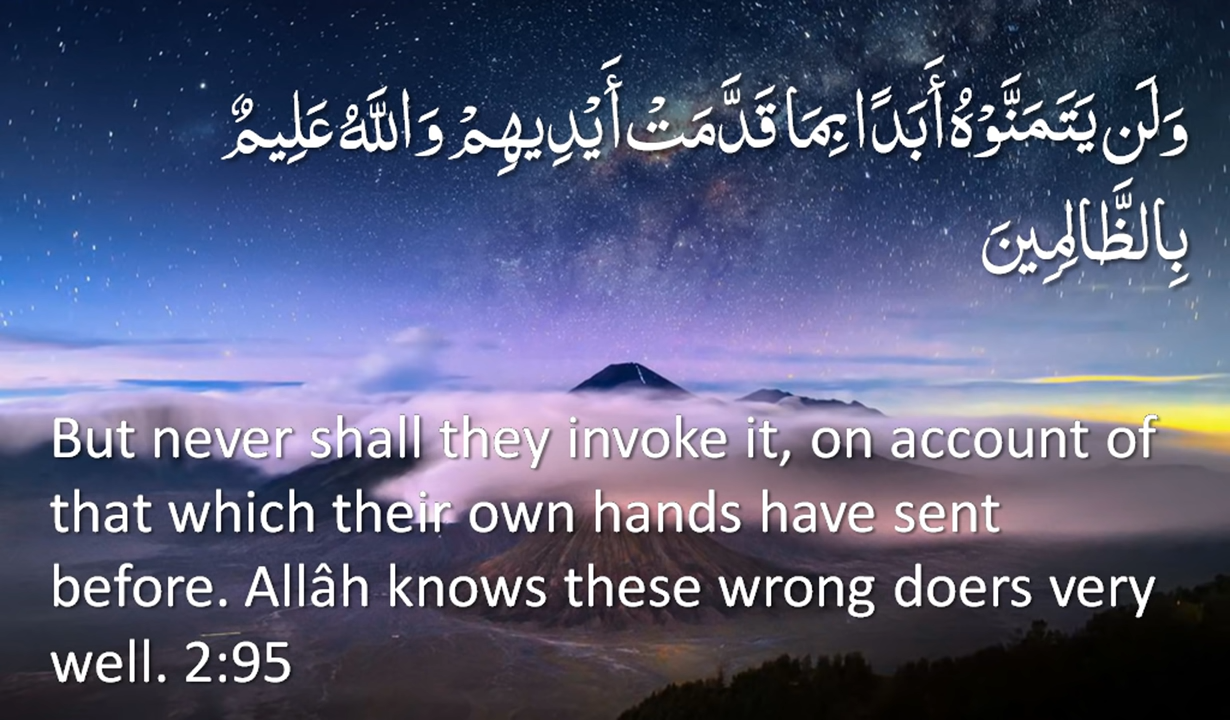 وَلَن يَتَمَنَّوْهُ أَبَدًا بِمَا قَدَّمَتْ أَيْدِيهِمْ وَاللَّهُ عَلِيمٌ
بِالظَّالِمِينَ
But never shall they invoke it, on account of
that which their own hands have sent
before. Allâh knows these wrong doers very
well. 2:95